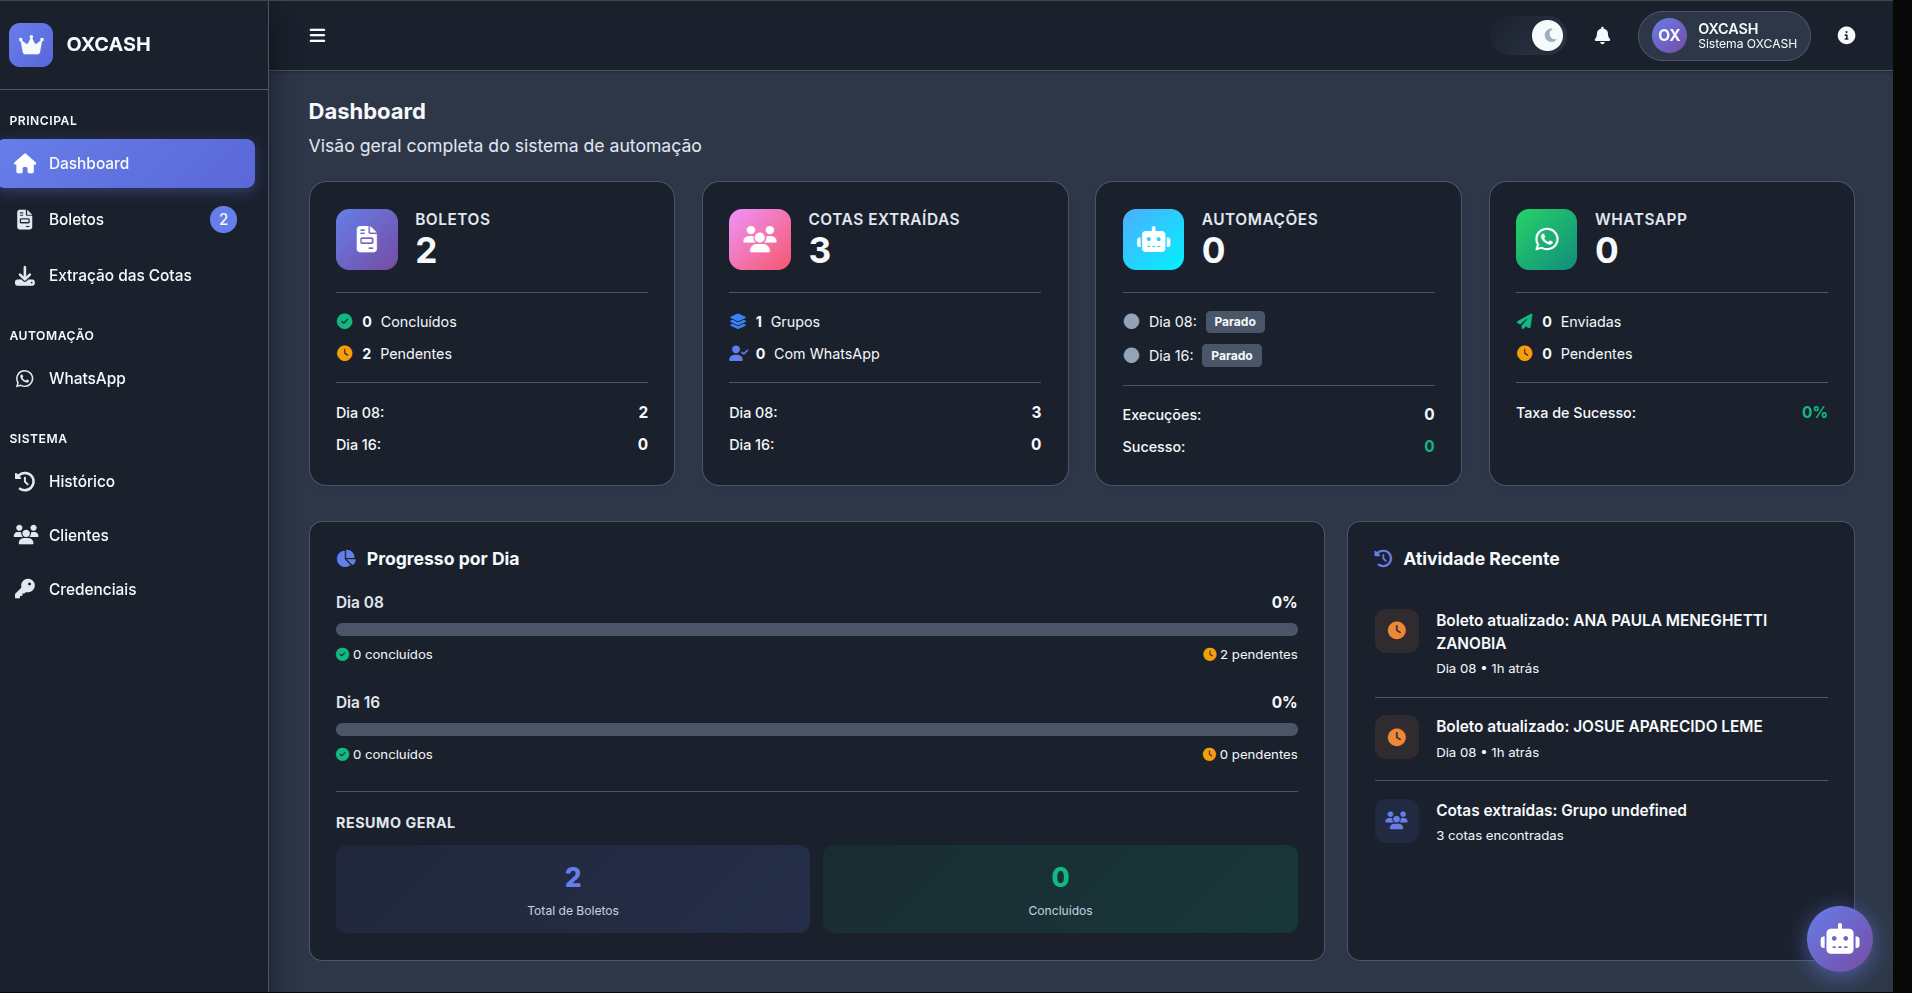 OXCASH
OX
OXCASH
Sistema OXCASH
PRINCIPAL
Dashboard
Boletos
2
Extração das Cotas
AUTOMAÇÃO
WhatsApp
SISTEMA
Histórico
Clientes
Credenciais
Dashboard
Visão geral completa do sistema de automação
BOLETOS
2
0 Concluídos
2 Pendentes
Dia 08: 2
Dia 16: 0
COTAS EXTRAÍDAS
3
1 Grupos
0 Com WhatsApp
Dia 08: 3
Dia 16: 0
AUTOMAÇÕES
0
Dia 08: Parado
Dia 16: Parado
Execuções: 0
Sucesso: 0
WHATSAPP
0
0 Enviadas
0 Pendentes
Taxa de Sucesso: 0%
Progresso por Dia
Dia 08 0%
0 concluídos 2 pendentes
Dia 16 0%
0 concluídos 0 pendentes
RESUMO GERAL
2
Total de Boletos
0
Concluídos
Atividade Recente
Boleto atualizado: ANA PAULA MENEGHETTI
ZANOBIA
Dia 08 • 1h atrás
Boleto atualizado: JOSUE APARECIDO LEME
Dia 08 • 1h atrás
Cotas extraídas: Grupo undefined
3 cotas encontradas